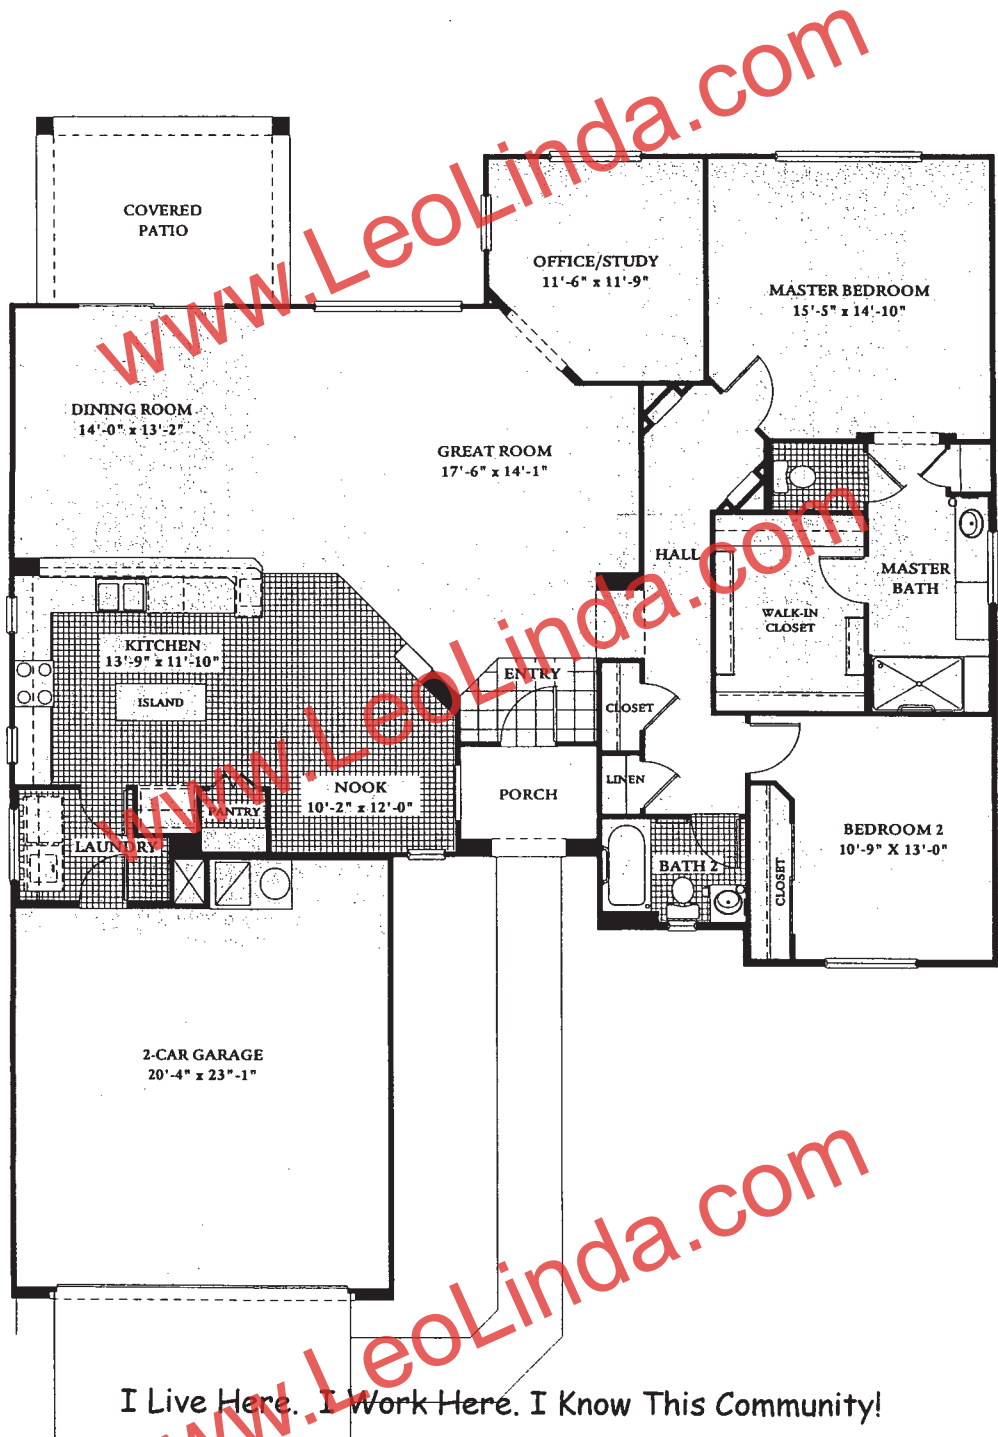 www.LeoLinda.com
COVERED
PATIO
OFFICE/STUDY
11'-6" x 11'-9"
MASTER BEDROOM
15'-5" x 14'-10"
DINING ROOM
14'-0" x 13'-2"
GREAT ROOM
17'-6" x 14'-1"
www.LeoLinda.com
HALL
MASTER
BATH
WALK-IN
CLOSET
KITCHEN
13'-9" x 11'-10"
ISLAND
ENTRY
CLOSET
NOOK
10'-2" x 12'-0"
PANTRY
LINEN
PORCH
LAUNDRY
BEDROOM 2
10'-9" X 13'-0"
BATH 2
CLOSET
2-CAR GARAGE
20'-4" x 23"-1"
www.LeoLinda.com
I Live Here. I Work Here. I Know This Community!